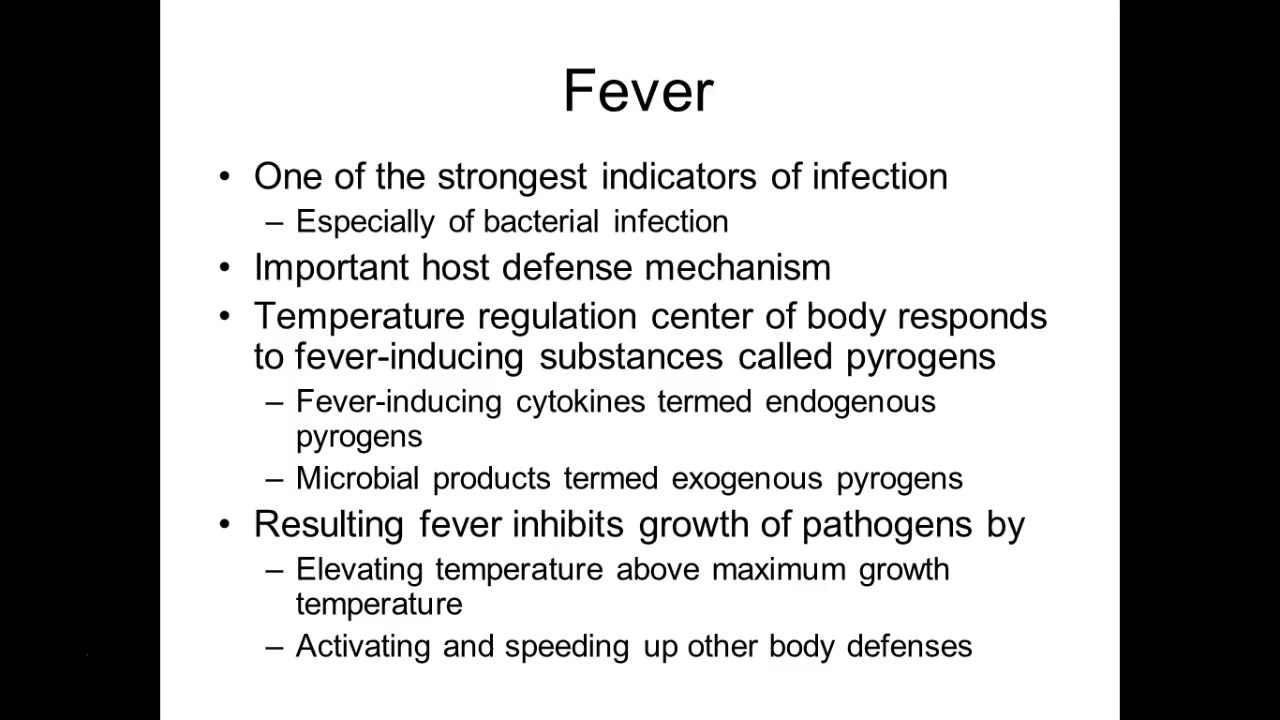 Fever
• One of the strongest indicators of infection
– Especially of bacterial infection
• Important host defense mechanism
• Temperature regulation center of body responds
to fever-inducing substances called pyrogens
– Fever-inducing cytokines termed endogenous
pyrogens
– Microbial products termed exogenous pyrogens
• Resulting fever inhibits growth of pathogens by
– Elevating temperature above maximum growth
temperature
– Activating and speeding up other body defenses